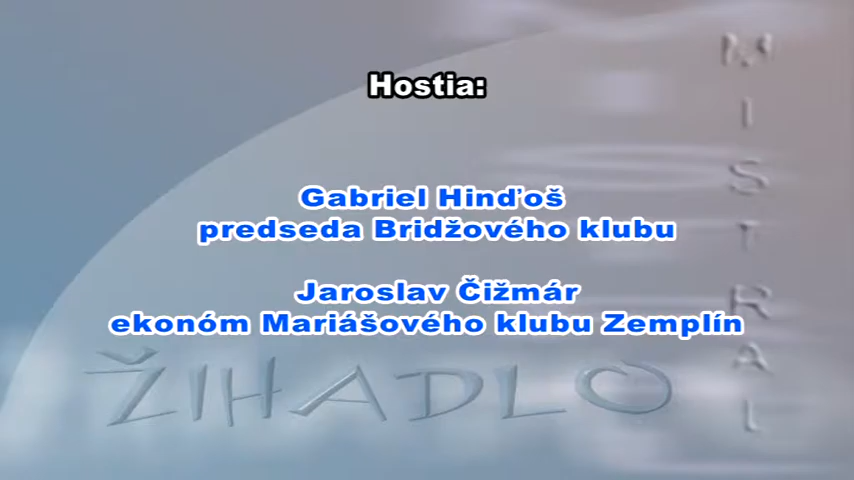 Hostia:
Gabriel Hinďoš
predseda Bridžového klubu
Jaroslav Čižmár
ekonóm Mariášového klubu Zemplín
ŽIHADLO
MISTRAL